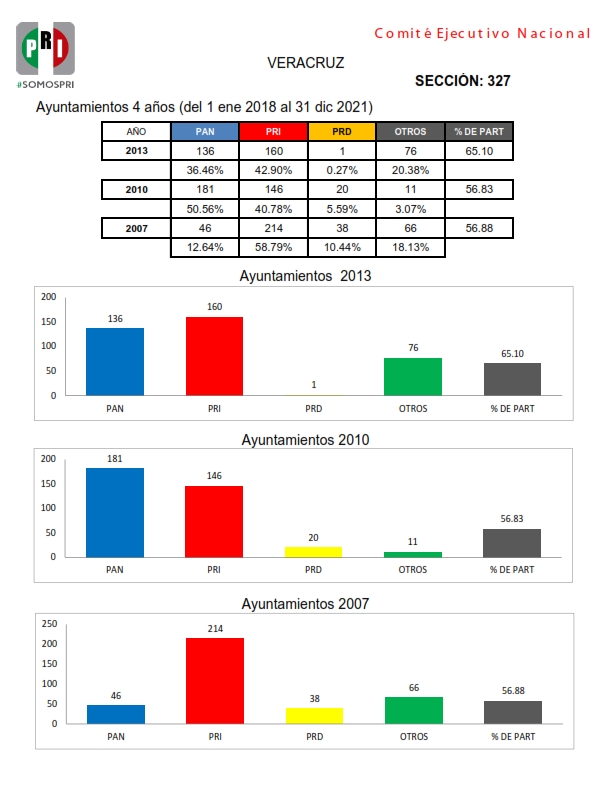 Comité Ejecutivo Nacional
PRI
#SOMOSPRI
VERACRUZ
SECCIÓN: 327
Ayuntamientos 4 años (del 1 ene 2018 al 31 dic 2021)
AÑO PAN PRI PRD OTROS % DE PART
2013 136 160 1 76 65.10
36.46% 42.90% 0.27% 20.38%
2010 181 146 20 11 56.83
50.56% 40.78% 5.59% 3.07%
2007 46 214 38 66 56.88
12.64% 58.79% 10.44% 18.13%
Ayuntamientos 2013
200
150
100
50
0
136 160 1 76 65.10
PAN PRI PRD OTROS % DE PART
Ayuntamientos 2010
200
150
100
50
0
181 146 20 11 56.83
PAN PRI PRD OTROS % DE PART
Ayuntamientos 2007
250
200
150
100
50
0
46 214 38 66 56.88
PAN PRI PRD OTROS % DE PART